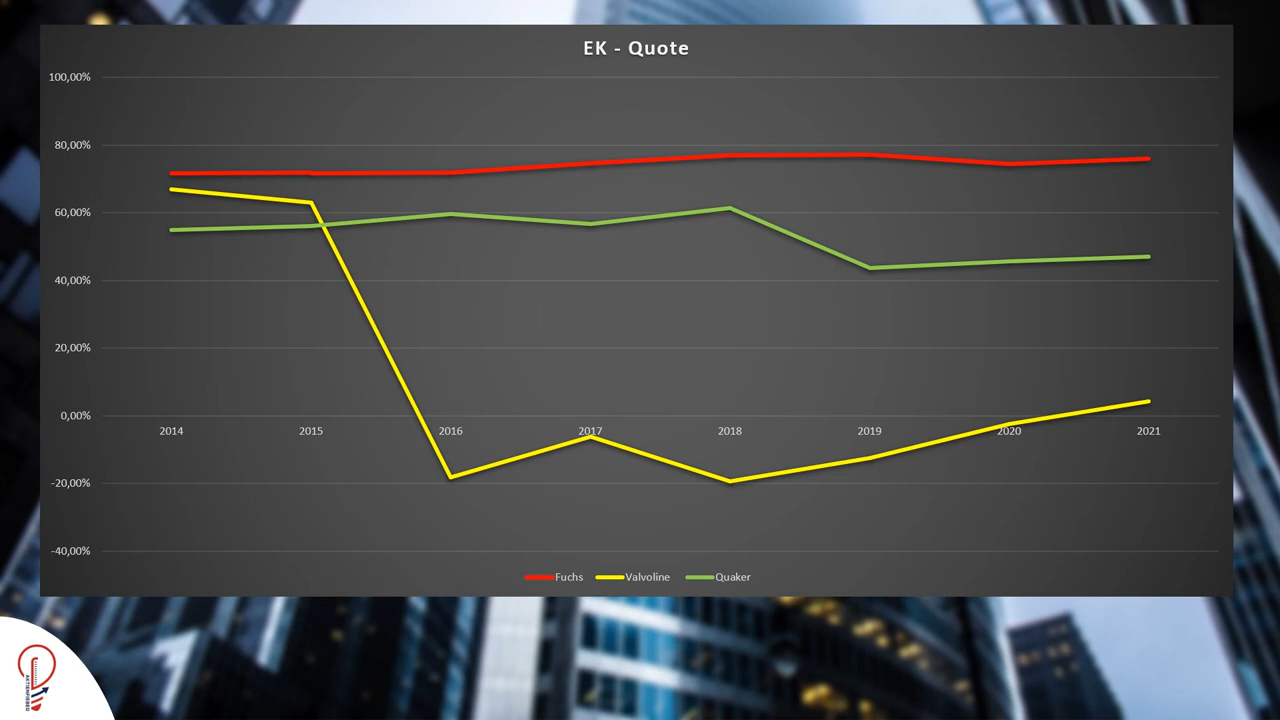 EK - Quote
100,00%
80,00%
60,00%
40,00%
20,00%
0,00%
-20,00%
-40,00%
2014 2015 2016 2017 2018 2019 2020 2021
Fuchs Valvoline Quaker